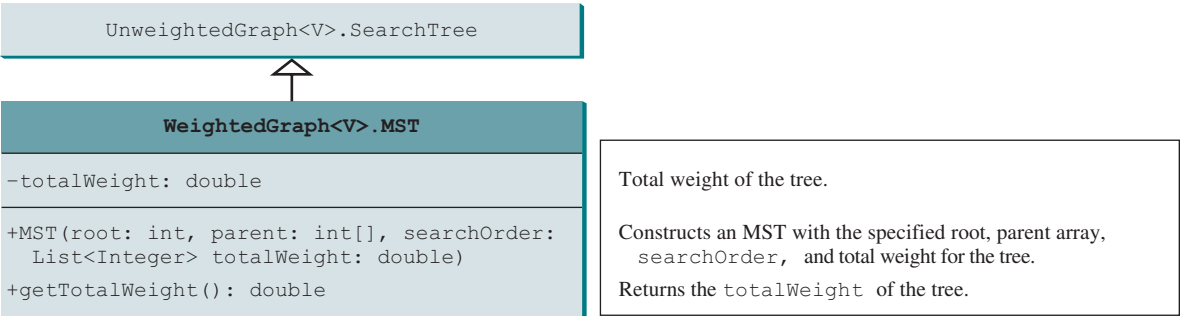 UnweightedGraph<V>.SearchTree
WeightedGraph<V>.MST
-totalWeight: double
+MST(root: int, parent: int[], searchOrder:
List<Integer> totalWeight: double)
+getTotalWeight(): double
Total weight of the tree.
Constructs an MST with the specified root, parent array,
searchOrder, and total weight for the tree.
Returns the totalWeight of the tree.